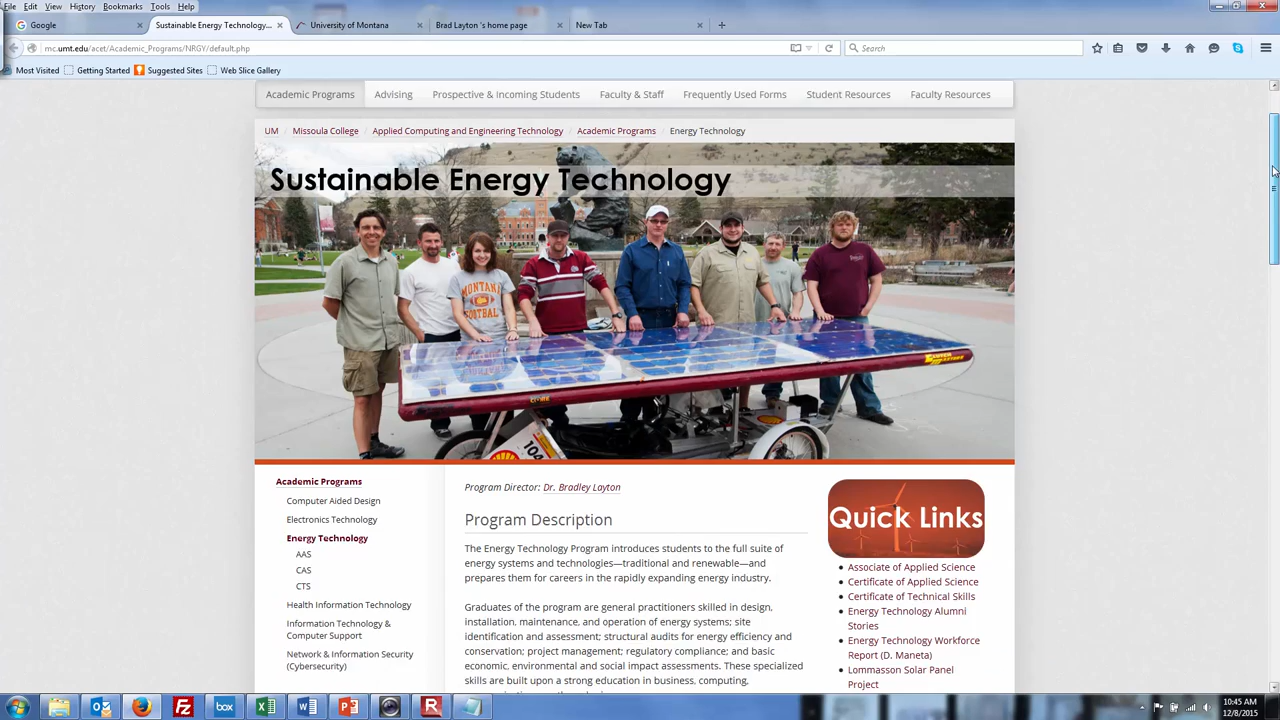 File Edit View History Bookmarks Tools Help
Google Sustainable Energy Technology... University of Montana Brad Layton 's home page New Tab
mc.umt.edu/acet/Academic_Programs/NRGY/default.php Search
Most Visited Getting Started Suggested Sites Web Slice Gallery
Academic Programs Advising Prospective & Incoming Students Faculty & Staff Frequently Used Forms Student Resources Faculty Resources
UM Missoula College Applied Computing and Engineering Technology Academic Programs Energy Technology
Sustainable Energy Technology
MONTANA
FOOTBALL
104
Academic Programs
Computer Aided Design
Electronics Technology
Energy Technology
AAS
CAS
CTS
Health Information Technology
Information Technology &
Computer Support
Network & Information Security
(Cybersecurity)
Program Director: Dr. Bradley Layton
Program Description
The Energy Technology Program introduces students to the full suite of
energy systems and technologies—traditional and renewable—and
prepares them for careers in the rapidly expanding energy industry.
Graduates of the program are general practitioners skilled in design,
installation, maintenance, and operation of energy systems; site
identification and assessment; structural audits for energy efficiency and
conservation; project management; regulatory compliance; and basic
economic, environmental and social impact assessments. These specialized
skills are built upon a strong education in business, computing,
Quick Links
Associate of Applied Science
Certificate of Applied Science
Certificate of Technical Skills
Energy Technology Alumni
Stories
Energy Technology Workforce
Report (D. Maneta)
Lommasson Solar Panel
Project
box
10:45 AM
12/8/2015